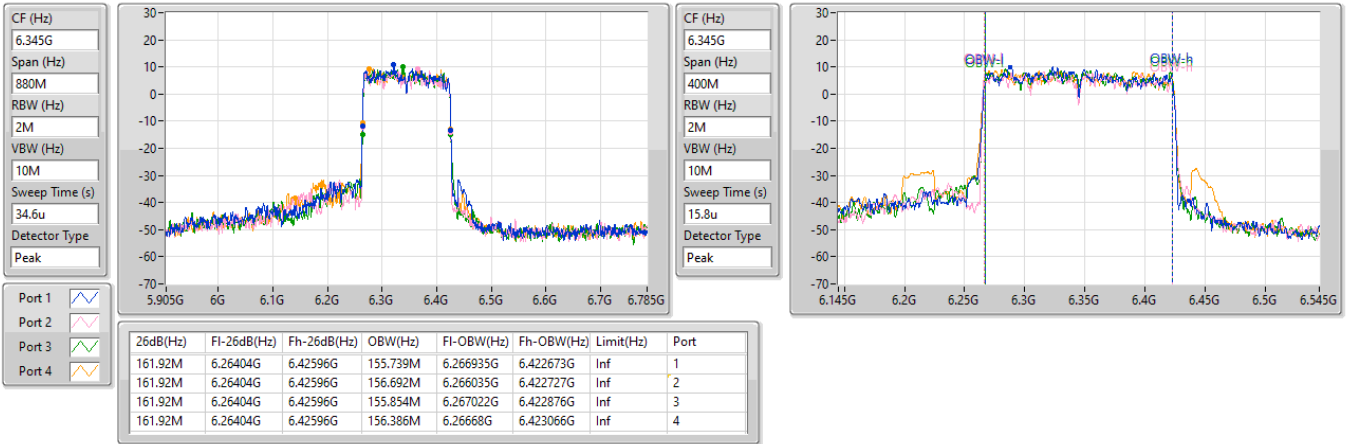 CF (Hz)
6.345G
Span (Hz)
880M
RBW (Hz)
2M
VBW (Hz)
10M
Sweep Time (s)
34.6u
Detector Type
Peak
30
20
10
0
-10
-20
-30
-40
-50
-60
-70
5.905G 6G 6.1G 6.2G 6.3G 6.4G 6.5G 6.6G 6.7G 6.785G
CF (Hz)
6.345G
Span (Hz)
400M
RBW (Hz)
2M
VBW (Hz)
10M
Sweep Time (s)
15.8u
Detector Type
Peak
30
20
10
0
-10
-20
-30
-40
-50
-60
-70
OBW-l OBW-h
6.145G 6.2G 6.25G 6.3G 6.35G 6.4G 6.45G 6.5G 6.545G
Port 1
Port 2
Port 3
Port 4
26dB(Hz) Fl-26dB(Hz) Fh-26dB(Hz) OBW(Hz) Fl-OBW(Hz) Fh-OBW(Hz) Limit(Hz) Port
161.92M 6.26404G 6.42596G 155.739M 6.266935G 6.422673G Inf 1
161.92M 6.26404G 6.42596G 156.692M 6.266035G 6.422727G Inf 2
161.92M 6.26404G 6.42596G 155.854M 6.267022G 6.422876G Inf 3
161.92M 6.26404G 6.42596G 156.386M 6.26668G 6.423066G Inf 4